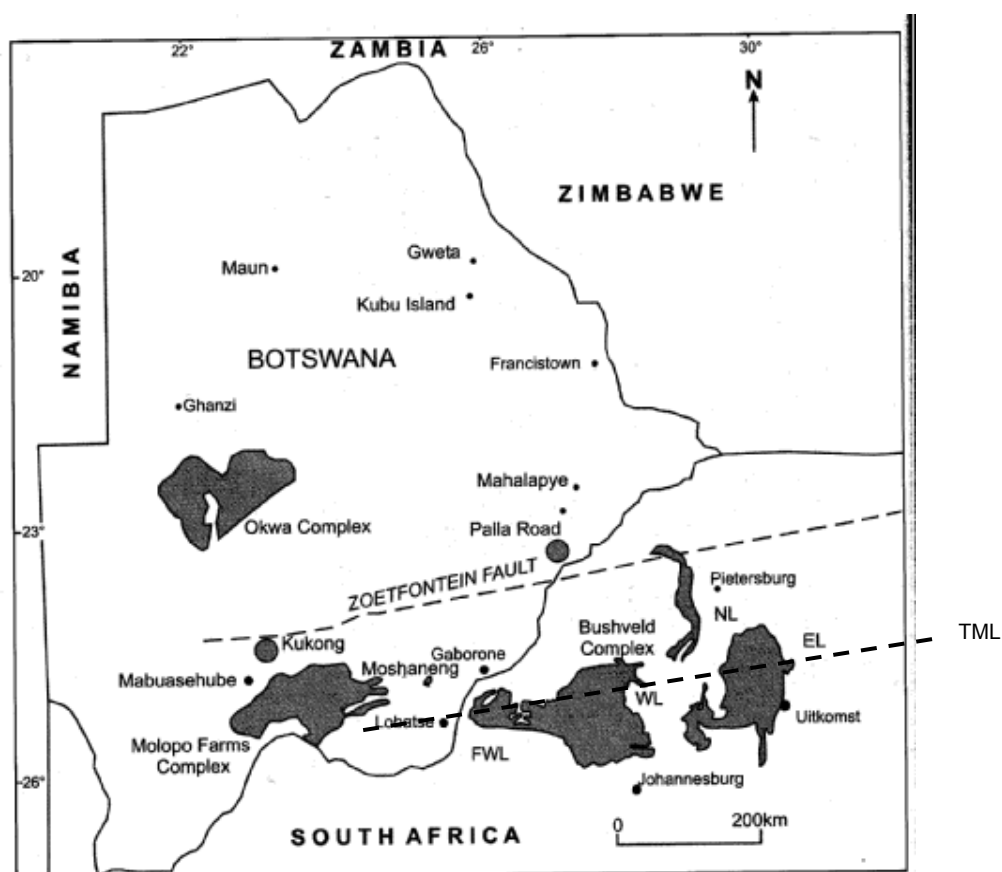 ZAMBIA
22°
26°
30°
N
ZIMBABWE
NAMIBIA
Gweta
Maun
20°
Kubu Island
BOTSWANA
Francistown
Ghanzi
Mahalapye
Okwa Complex
Palla Road
23°
ZOETFONTEIN FAULT
Pietersburg
NL
Bushveld
Complex
TML
EL
Kukong
Gaborone
Moshaneng
Mabuasehube
WL
Uitkomst
Lobatse
Molopo Farms
Complex
FWL
26°
Johannesburg
0
200km
SOUTH AFRICA